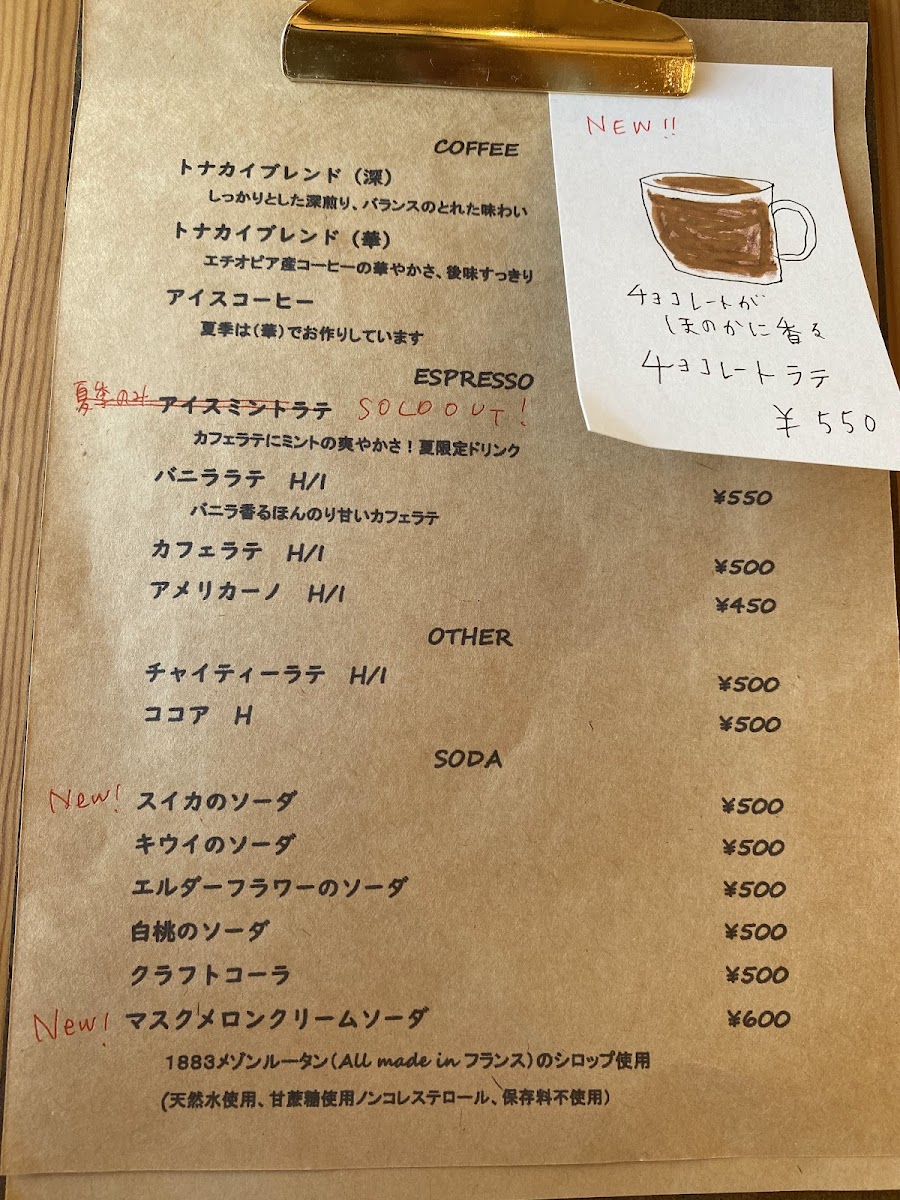 NEW!!
チョコレートが
ほのかに香る
チョコレートラテ
¥550
COFFEE
トナカイブレンド（深）
しっかりとした深煎り、バランスのとれた味わい
トナカイブレンド（華）
エチオピア産コーヒーの華やかさ、後味すっきり
アイスコーヒー
夏季は（華）でお作りしています
ESPRESSO
夏季のみ アイスミントラテ SOLDOUT!
カフェラテにミントの爽やかさ！夏限定ドリンク
バニララテ H/I ¥550
バニラ香るほんのり甘いカフェラテ
カフェラテ H/I ¥500
アメリカーノ H/I ¥450
OTHER
チャイティーラテ H/I ¥500
ココア H ¥500
SODA
New! スイカのソーダ ¥500
キウイのソーダ ¥500
エルダーフラワーのソーダ ¥500
白桃のソーダ ¥500
クラフトコーラ ¥500
New! マスクメロンクリームソーダ ¥600
1883メゾンルータン（All made in フランス）のシロップ使用
(天然水使用、甘蔗糖使用ノンコレステロール、保存料不使用)